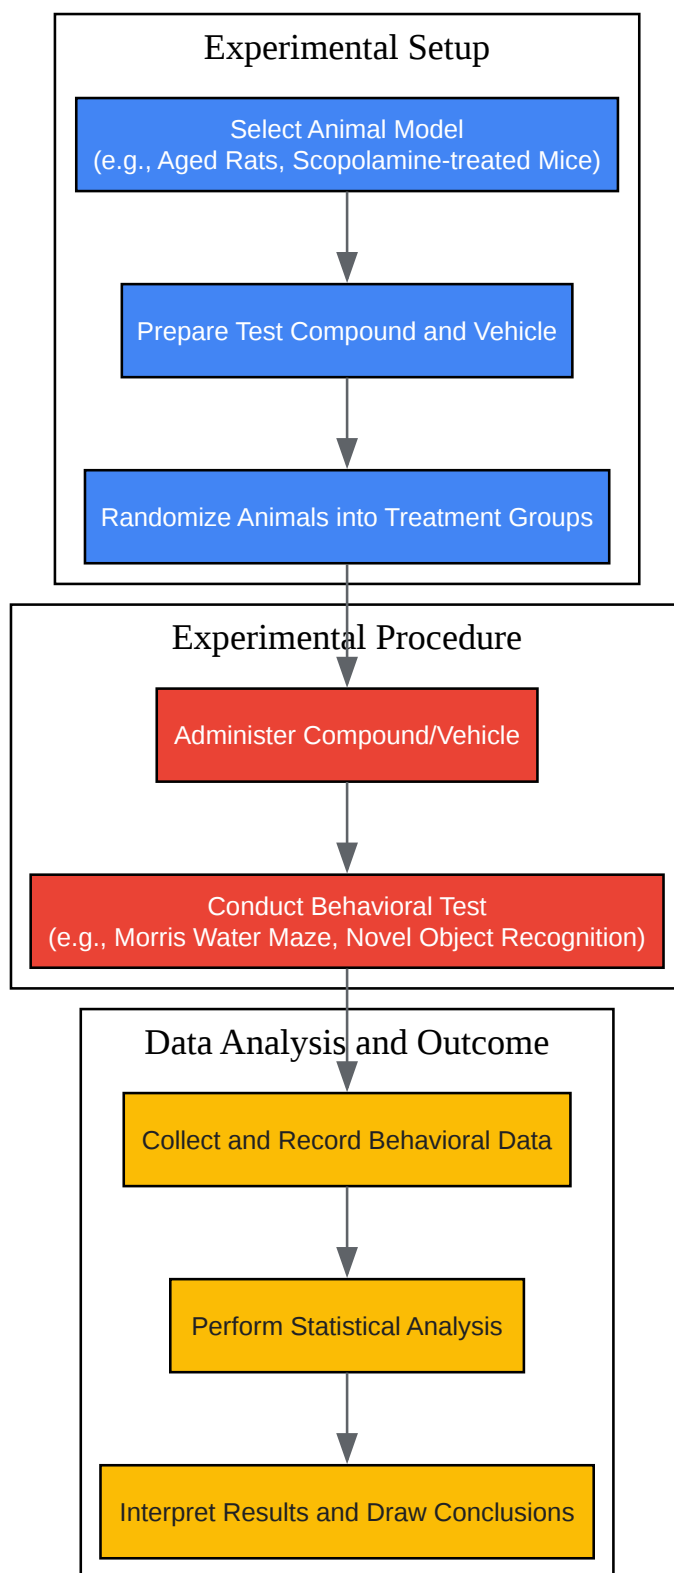 Experimental Setup
Select Animal Model
(e.g., Aged Rats, Scopolamine-treated Mice)
Prepare Test Compound and Vehicle
Randomize Animals into Treatment Groups
Experimental Procedure
Administer Compound/Vehicle
Conduct Behavioral Test
(e.g., Morris Water Maze, Novel Object Recognition)
Data Analysis and Outcome
Collect and Record Behavioral Data
Perform Statistical Analysis
Interpret Results and Draw Conclusions